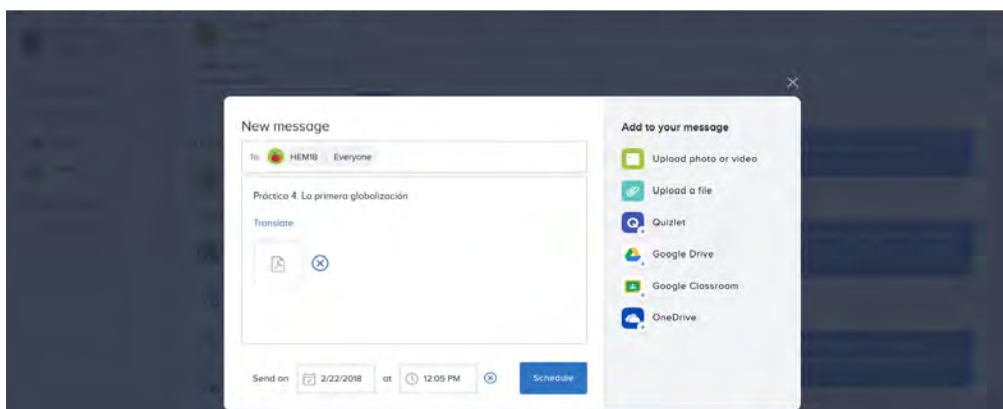 New message
To: HEM18 Everyone
Práctica 4. La primera globalización
Translate
Send on 2/22/2018 at 12:05 PM Schedule
Add to your message
Upload photo or video
Upload a file
Quizlet
Google Drive
Google Classroom
OneDrive